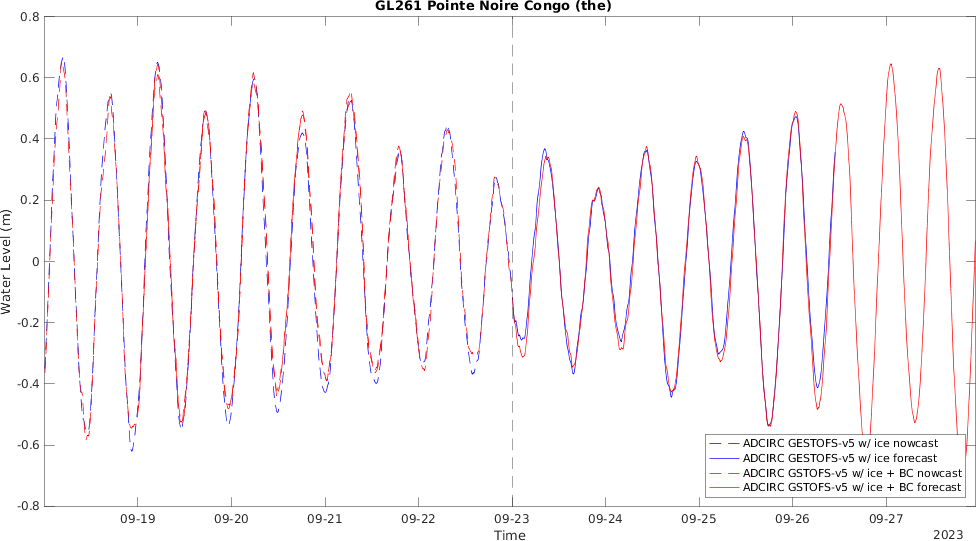 GL261 Pointe Noire Congo (the)
0.8
0.6
0.4
0.2
0
-0.2
-0.4
-0.6
-0.8
Water Level (m)
09-19 09-20 09-21 09-22 09-23 09-24 09-25 09-26 09-27
Time
2023
ADCIRC GESTOFS-v5 w/ ice nowcast
ADCIRC GESTOFS-v5 w/ ice forecast
ADCIRC GSTOFS-v5 w/ ice + BC nowcast
ADCIRC GSTOFS-v5 w/ ice + BC forecast